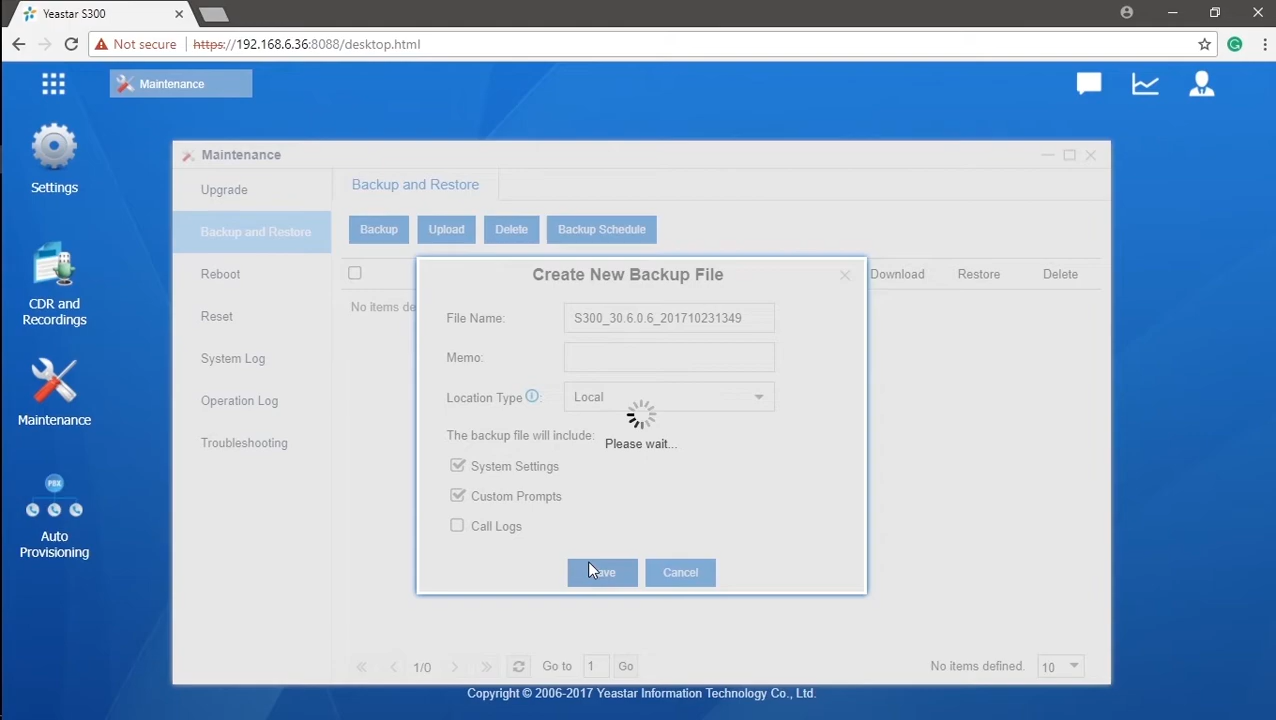 Yeastar S300
Not secure
https://192.168.6.36:8088/desktop.html
Maintenance
Settings
CDR and
Recordings
Maintenance
PBX
Auto
Provisioning
Maintenance
Upgrade
Backup and Restore
Reboot
Reset
System Log
Operation Log
Troubleshooting
Backup and Restore
Backup Upload Delete Backup Schedule
Download Restore Delete
No items de
Create New Backup File
File Name: S300_30.6.0.6_201710231349
Memo:
Location Type : Local
Please wait...
The backup file will include:
System Settings
Custom Prompts
Call Logs
Cancel
1/0 Go to 1 Go
No items defined. 10
Copyright © 2006-2017 Yeastar Information Technology Co., Ltd.